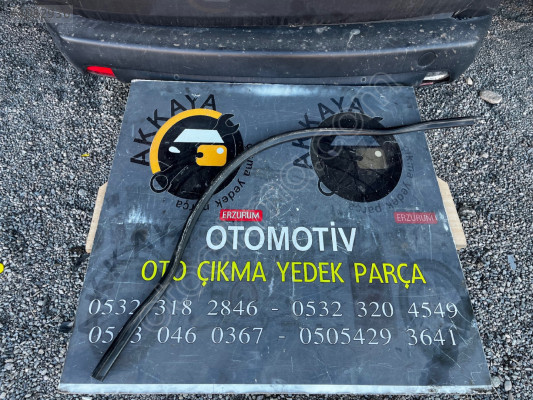 AKKAYA
AKKAYA
ERZURUM
ERZURUM
OTOMOTİV
OTO ÇIKMA YEDEK PARÇA
0532 318 2846 - 0532 320 4549
046 0367 - 0505429 3641